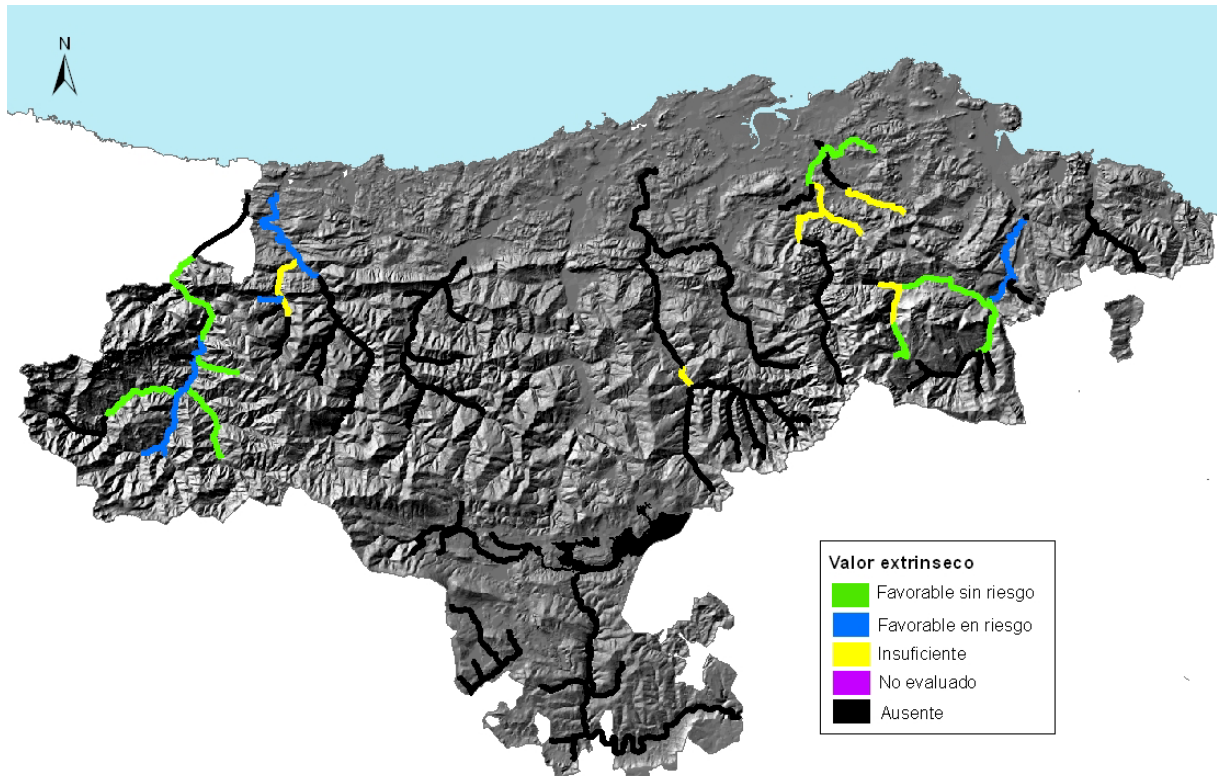 N
Valor extrinseco
Favorable sin riesgo
Favorable en riesgo
Insuficiente
No evaluado
Ausente